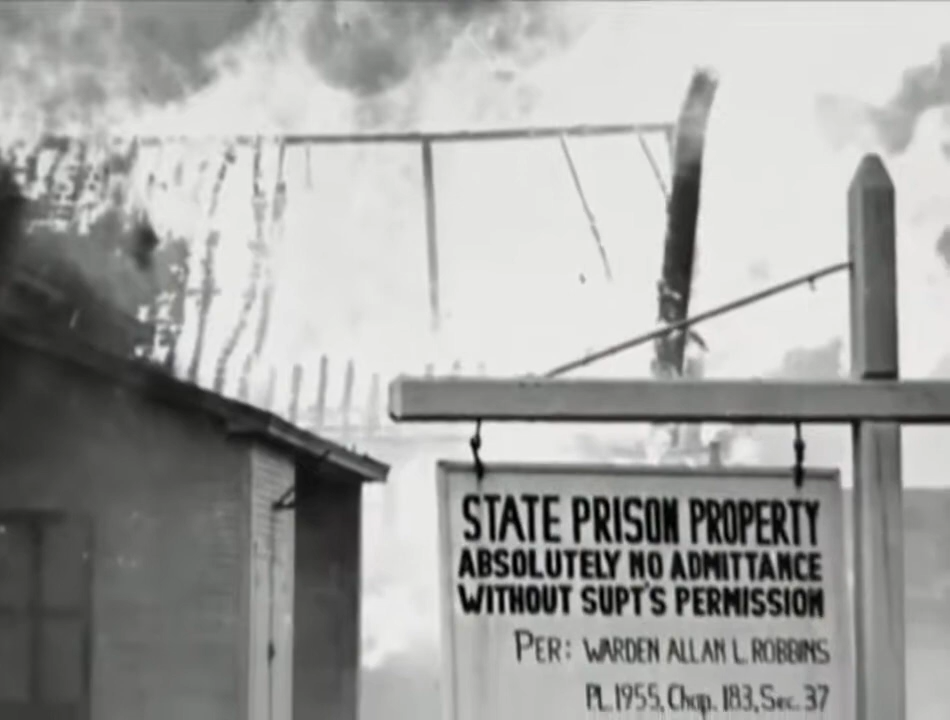 STATE PRISON PROPERTY
ABSOLUTELY NO ADMITTANCE
WITHOUT SUPT'S PERMISSION
PER: WARDEN ALLAN L. ROBBINS
PL. 1955, Chap. 183, Sec. 37